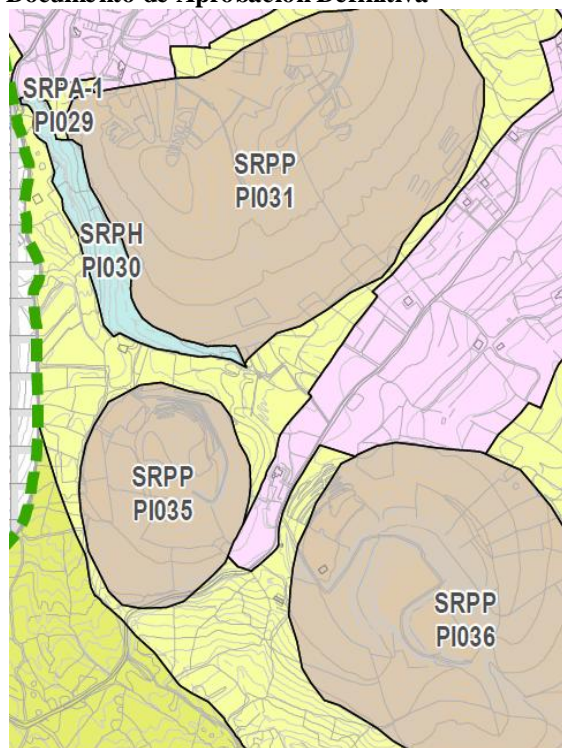 Documento de Aprobación Definitiva
SRPA-1
PI029
SRPP
PI031
SRPH
PI030
SRPP
PI035
SRPP
PI036